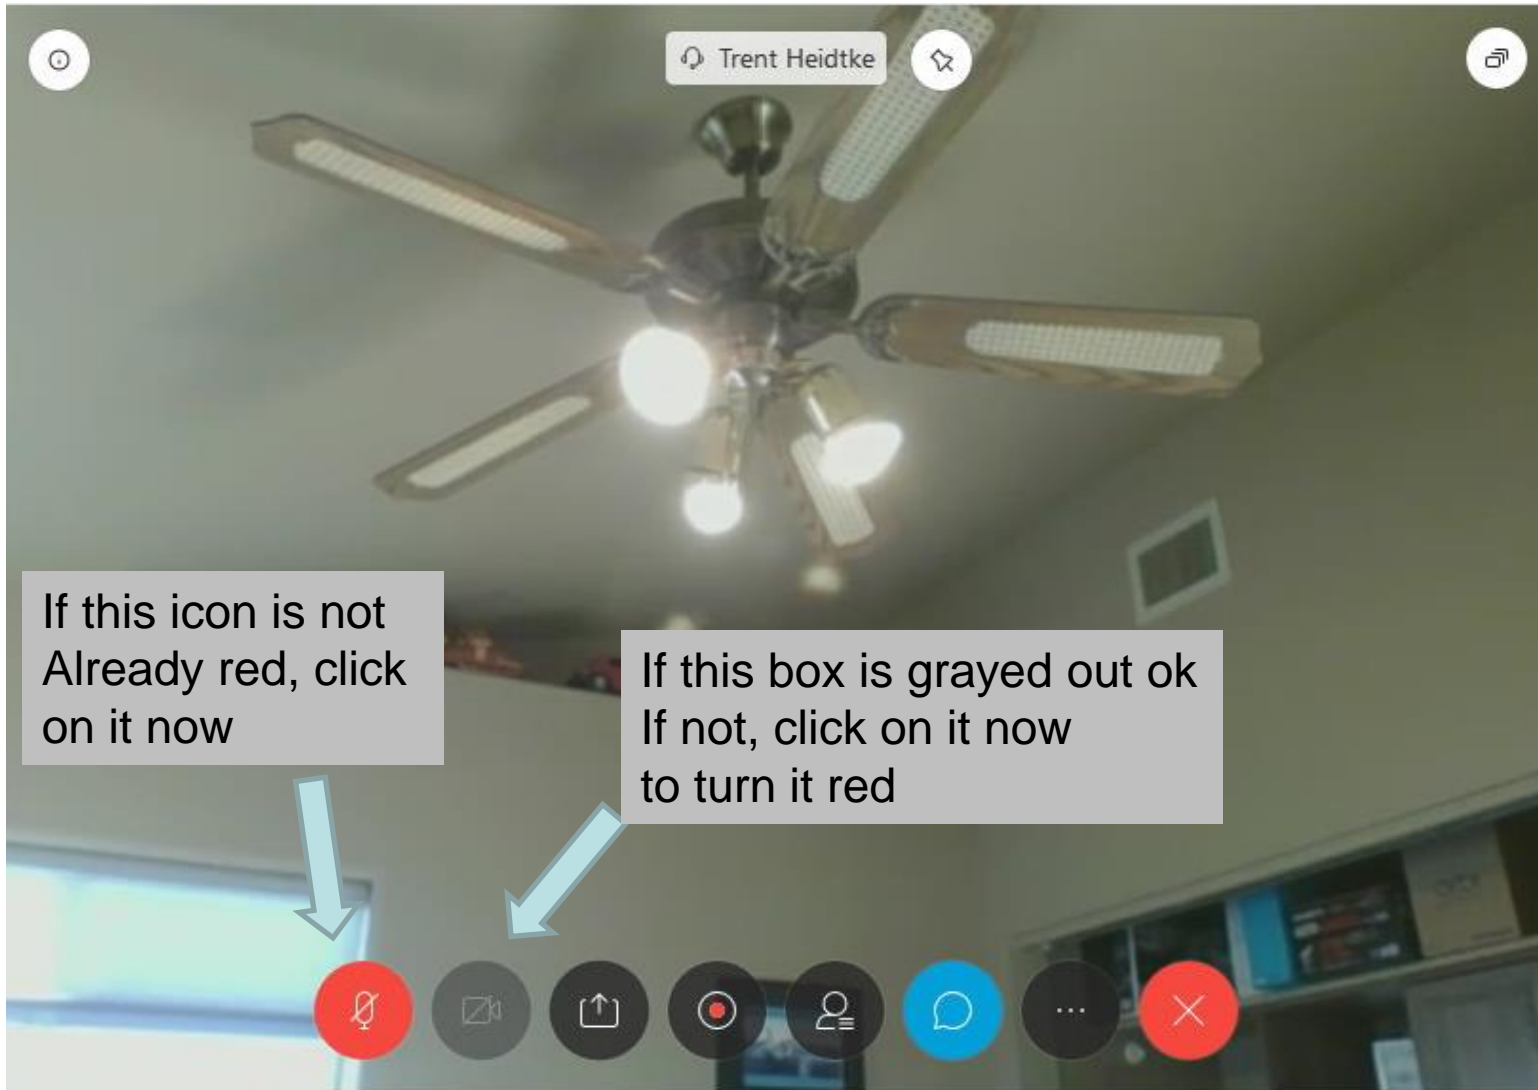 Trent Heidtke
If this icon is not
Already red, click
on it now
If this box is grayed out ok
If not, click on it now
to turn it red